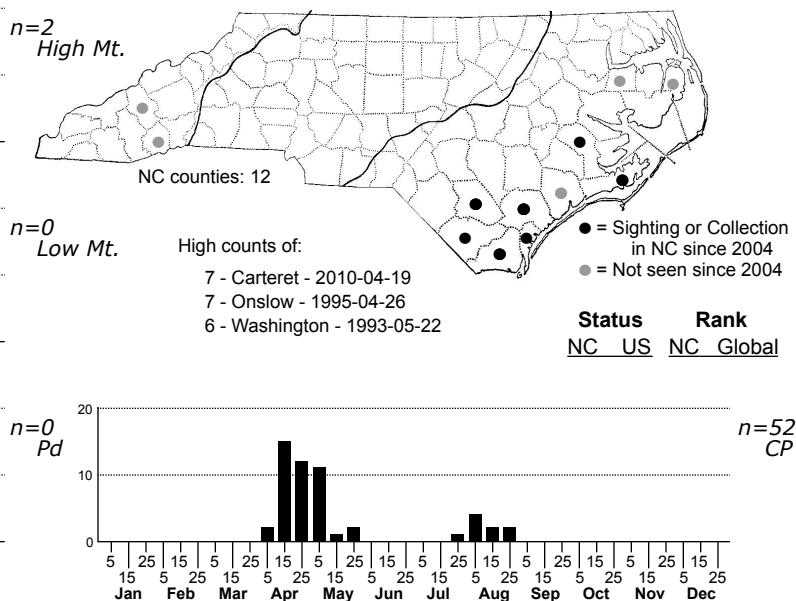 n=2
High Mt.
NC counties: 12
n=0
Low Mt.
High counts of:
7 - Carteret - 2010-04-19
7 - Onslow - 1995-04-26
6 - Washington - 1993-05-22
= Sighting or Collection
in NC since 2004
= Not seen since 2004
Status Rank
NC US NC Global
n=0
Pd
n=52
CP
20
10
0
5 25 15 5 25 15 5 25 15 5 25 15 5 25 15 5 25 15
15 5 25 15 5 25 15 5 25 15 5 25 15 5 25 15 5 25
Jan Feb Mar Apr May Jun Jul Aug Sep Oct Nov Dec